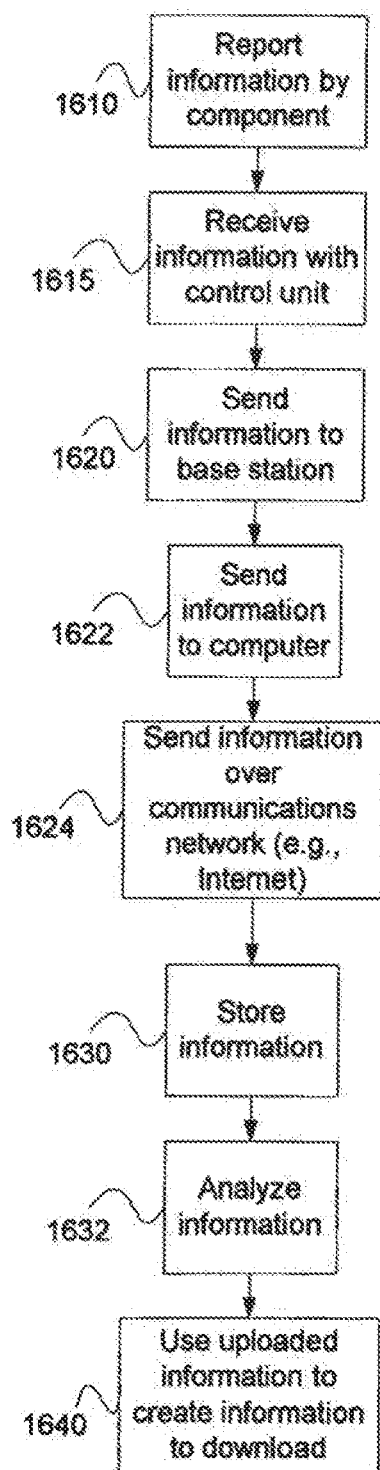 Report
information by
component
1610
Receive
information with
control unit
1615
Send
information to
base station
1620
Send
information
to computer
1622
Send information
over
communications
network (e.g.,
Internet)
1624
Store
information
1630
Analyze
information
1632
Use uploaded
information to
create information
to download
1640